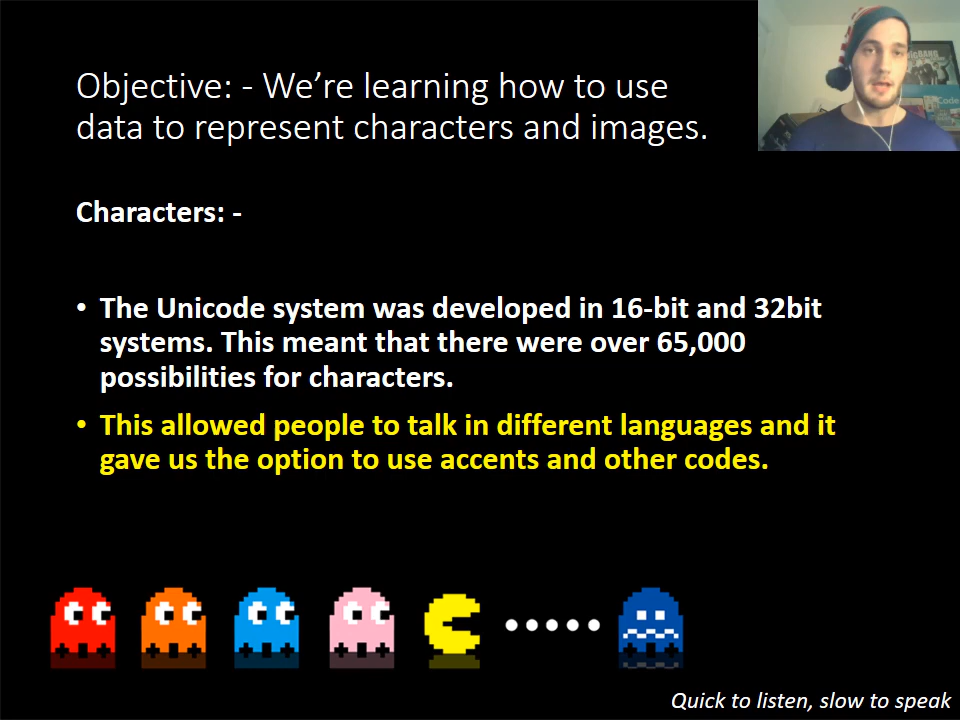 Objective: - We’re learning how to use
data to represent characters and images.
Characters: -
• The Unicode system was developed in 16-bit and 32bit
systems. This meant that there were over 65,000
possibilities for characters.
• This allowed people to talk in different languages and it
gave us the option to use accents and other codes.
Quick to listen, slow to speak